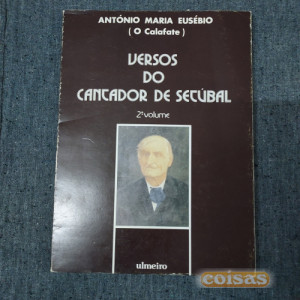 ANTÓNIO MARIA EUSÉBIO
( O Calafate )
VERSOS
DO
CANTADOR DE SETÚBAL
2º volume
ulmeiro
coisas